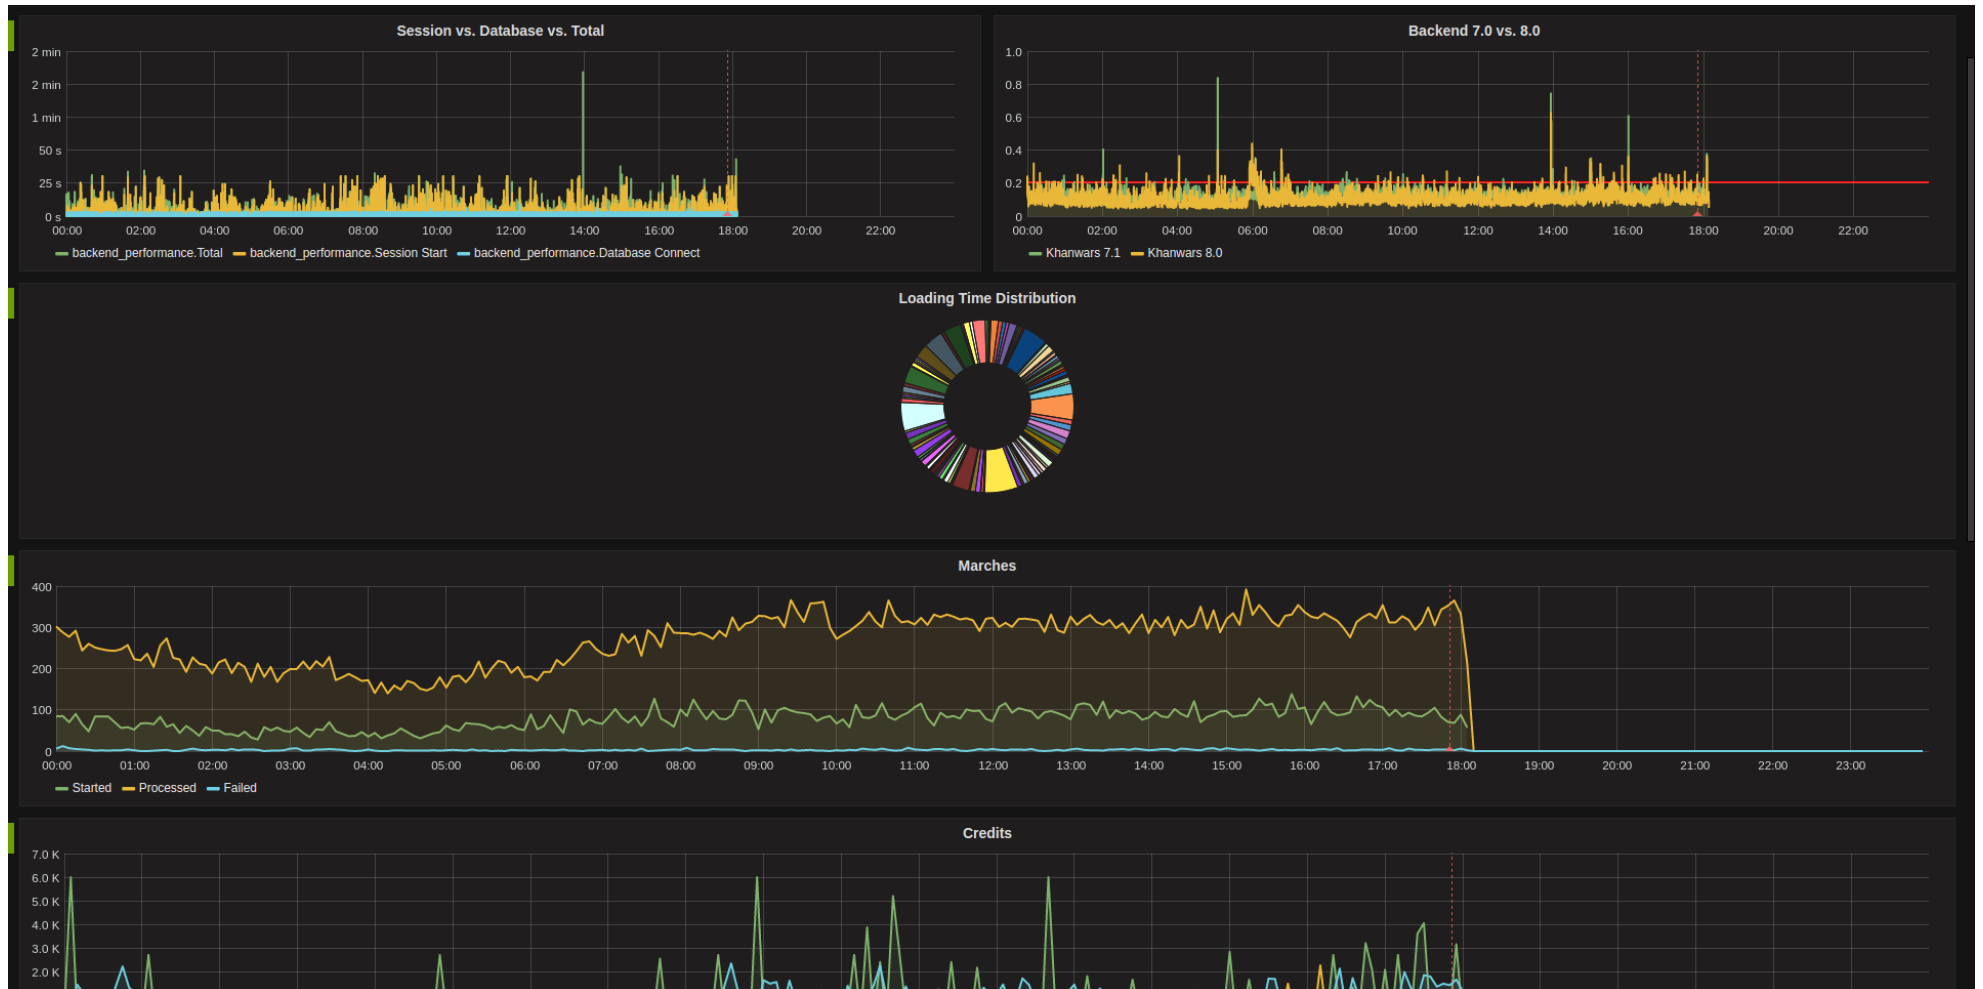 Session vs. Database vs. Total
2 min
2 min
1 min
50 s
25 s
0 s
00:00 02:00 04:00 06:00 08:00 10:00 12:00 14:00 16:00 18:00 20:00 22:00
backend_performance.Total backend_performance.Session Start backend_performance.Database Connect
Backend 7.0 vs. 8.0
1.0
0.8
0.6
0.4
0.2
0
00:00 02:00 04:00 06:00 08:00 10:00 12:00 14:00 16:00 18:00 20:00 22:00
Khanwars 7.1 Khanwars 8.0
Loading Time Distribution
Marches
400
300
200
100
0
00:00 01:00 02:00 03:00 04:00 05:00 06:00 07:00 08:00 09:00 10:00 11:00 12:00 13:00 14:00 15:00 16:00 17:00 18:00 19:00 20:00 21:00 22:00 23:00
Started Processed Failed
Credits
7.0 K
6.0 K
5.0 K
4.0 K
3.0 K
2.0 K